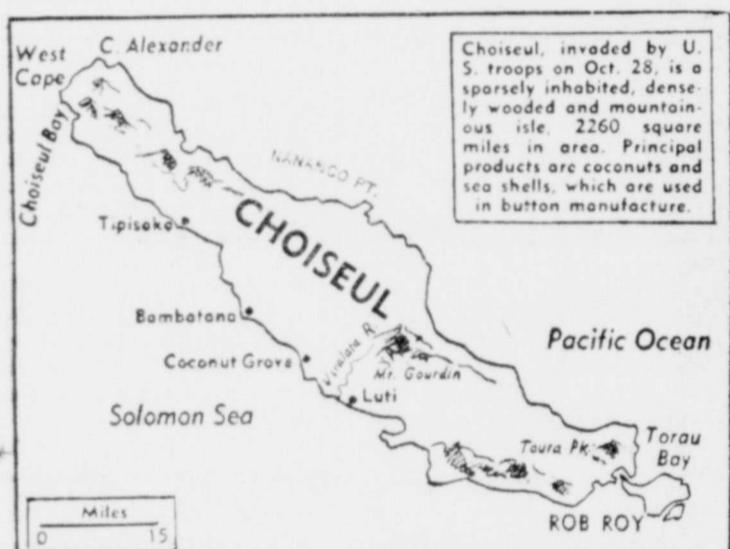 C. Alexander
West
Cape
Choiseul, invaded by U.
S. troops on Oct. 28, is a
sparsely inhabited, dense-
ly wooded and mountain-
ous isle, 2260 square
miles in area. Principal
products are coconuts and
sea shells, which are used
in button manufacture.
Choiseul Bay
NANANGO PT.
Tipisaka
CHOISEUL
Bambatana
Pacific Ocean
Coconut Grove
Mt. Gourdin
Luti
Solomon Sea
Toura Pk.
Torau
Bay
Miles
0 15
ROB ROY